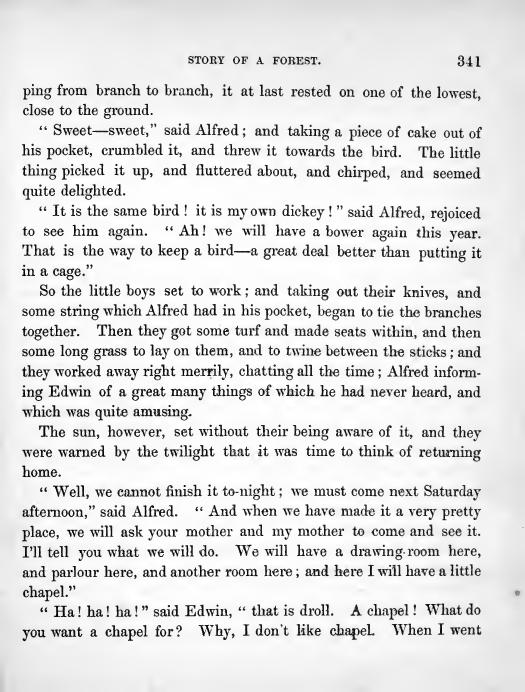 STORY OF A FOREST. 341
ping from branch to branch, it at last rested on one of the lowest,
close to the ground.
“ Sweet—sweet,” said Alfred ; and taking a piece of cake out of
his pocket, crumbled it, and threw it towards the bird. The little
thing picked it up, and fluttered about, and chirped, and seemed
quite delighted.
“ It is the same bird ! it is my own dickey ! ” said Alfred, rejoiced
to see him again. “ Ah ! we will have a bower again this year.
That is the way to keep a bird—a great deal better than putting it
in a cage.”
So the little boys set to work ; and taking out their knives, and
some string which Alfred had in his pocket, began to tie the branches
together. Then they got some turf and made seats within, and then
some long grass to lay on them, and to twine between the sticks ; and
they worked away right merrily, chatting all the time ; Alfred inform-
ing Edwin of a great many things of which he had never heard, and
which was quite amusing.
The sun, however, set without their being aware of it, and they
were warned by the twilight that it was time to think of returning
home.
“ Well, we cannot finish it to-night ; we must come next Saturday
afternoon,” said Alfred. “ And when we have made it a very pretty
place, we will ask your mother and my mother to come and see it.
I’ll tell you what we will do. We will have a drawing-room here,
and parlour here, and another room here ; and here I will have a little
chapel.”
“ Ha ! ha ! ha ! ” said Edwin, “ that is droll. A chapel ! What do
you want a chapel for ? Why, I don’t like chapel. When I went